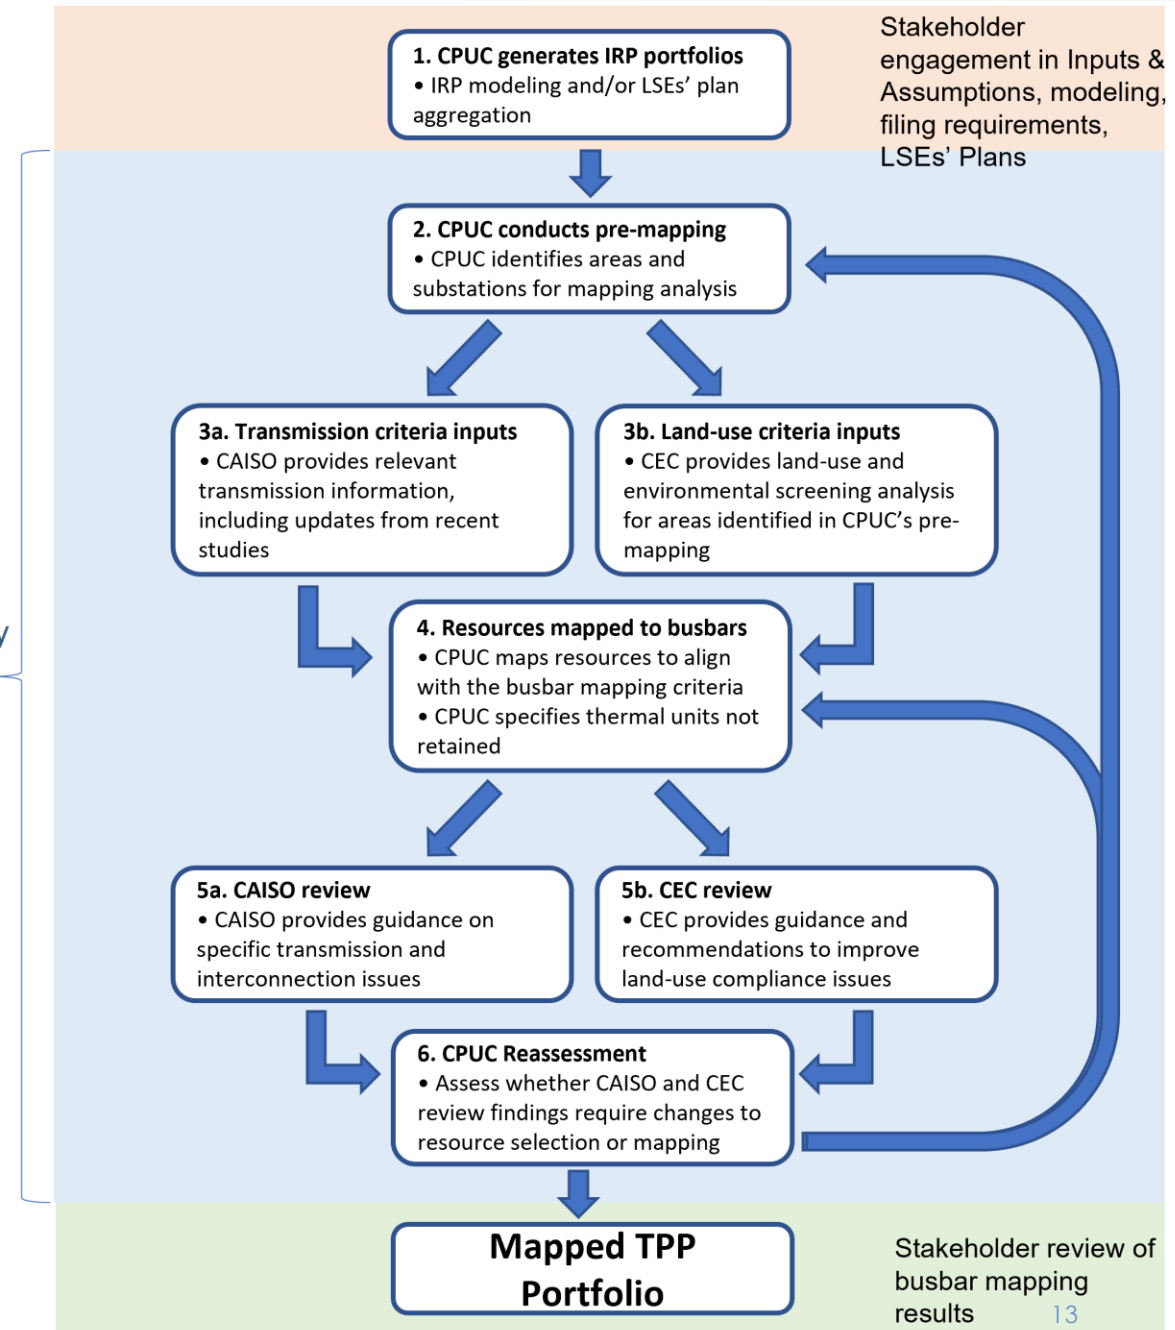 Stakeholder
engagement in Inputs &
Assumptions, modeling,
filing requirements,
LSEs’ Plans
1. CPUC generates IRP portfolios
• IRP modeling and/or LSEs’ plan
aggregation
2. CPUC conducts pre-mapping
• CPUC identifies areas and
substations for mapping analysis
3a. Transmission criteria inputs
• CAISO provides relevant
transmission information,
including updates from recent
studies
3b. Land-use criteria inputs
• CEC provides land-use and
environmental screening analysis
for areas identified in CPUC’s pre-
mapping
4. Resources mapped to busbars
• CPUC maps resources to align
with the busbar mapping criteria
• CPUC specifies thermal units not
retained
5a. CAISO review
• CAISO provides guidance on
specific transmission and
interconnection issues
5b. CEC review
• CEC provides guidance and
recommendations to improve
land-use compliance issues
6. CPUC Reassessment
• Assess whether CAISO and CEC
review findings require changes to
resource selection or mapping
Mapped TPP
Portfolio
Stakeholder review of
busbar mapping
results
13